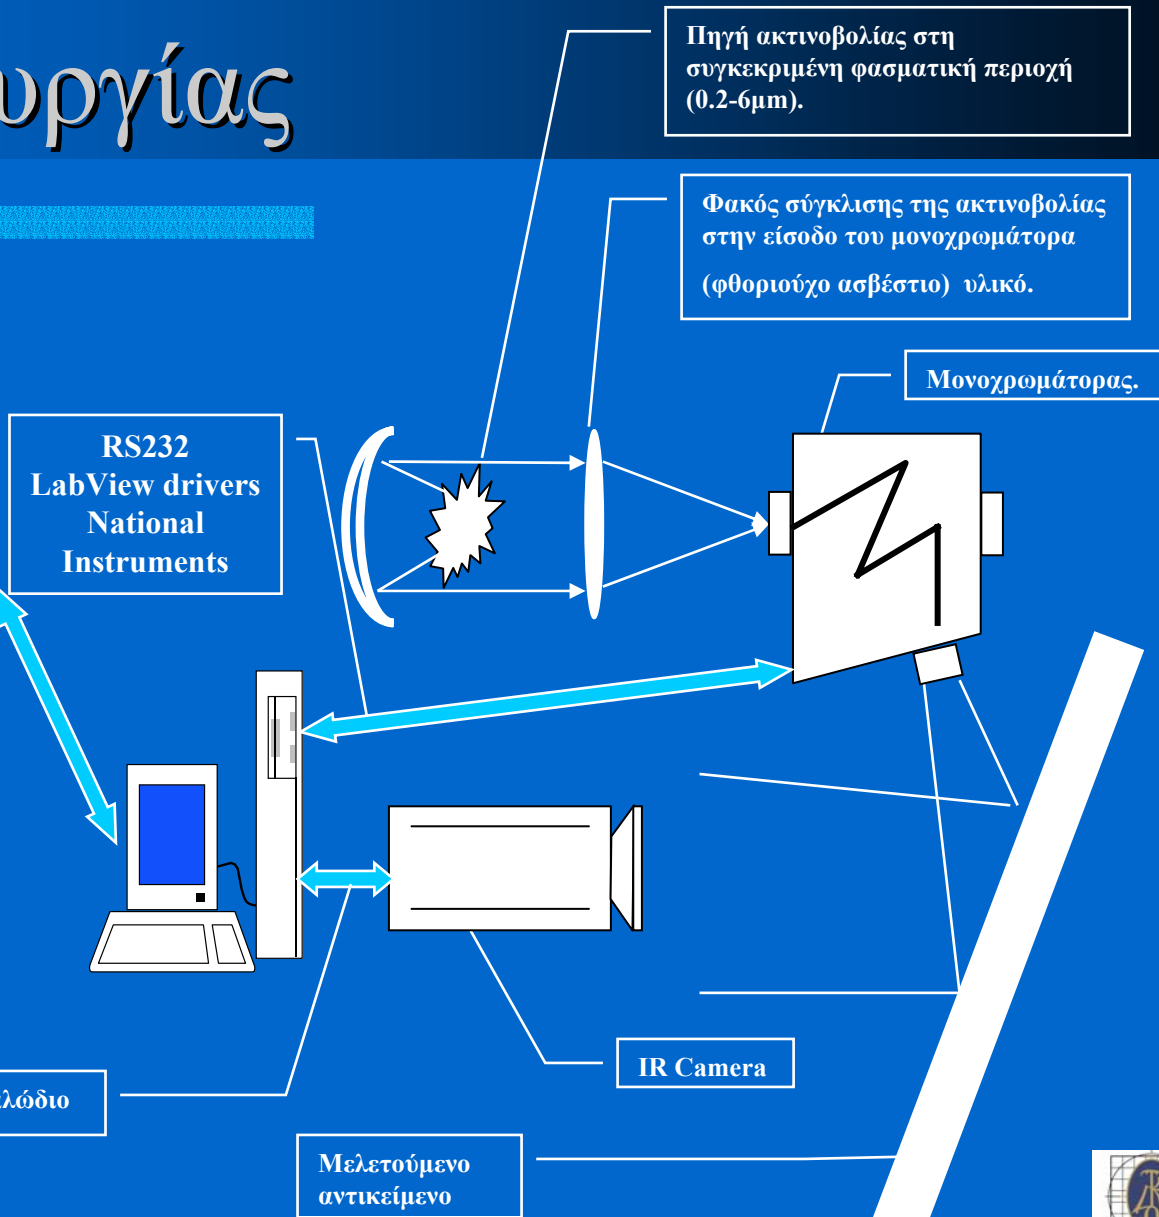 υργίας
Πηγή ακτινοβολίας στη
συγκεκριμένη φασματική περιοχή
(0.2-6μm).
Φακός σύγκλισης της ακτινοβολίας
στην είσοδο του μονοχρωμάτορα
(φθοριούχο ασβέστιο) υλικό.
Μονοχρωμάτορας.
RS232
LabView drivers
National
Instruments
IR Camera
λώδιο
Μελετούμενο
αντικείμενο